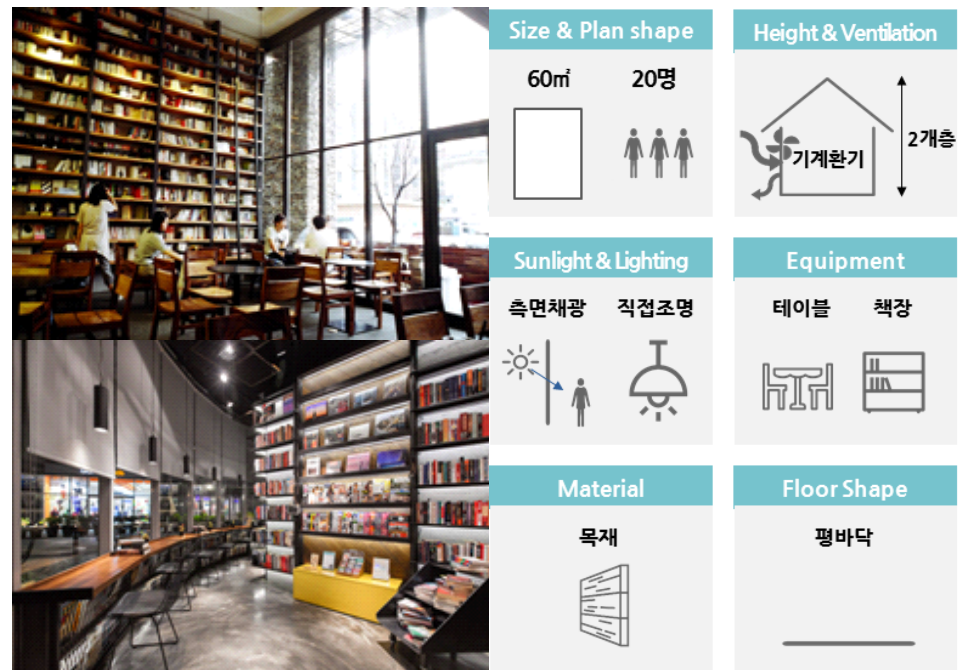 Size & Plan shape
60㎡ 20명
Height & Ventilation
2개층
기계환기
Sunlight & Lighting
측면채광 직접조명
Equipment
테이블 책장
Material
목재
Floor Shape
평바닥